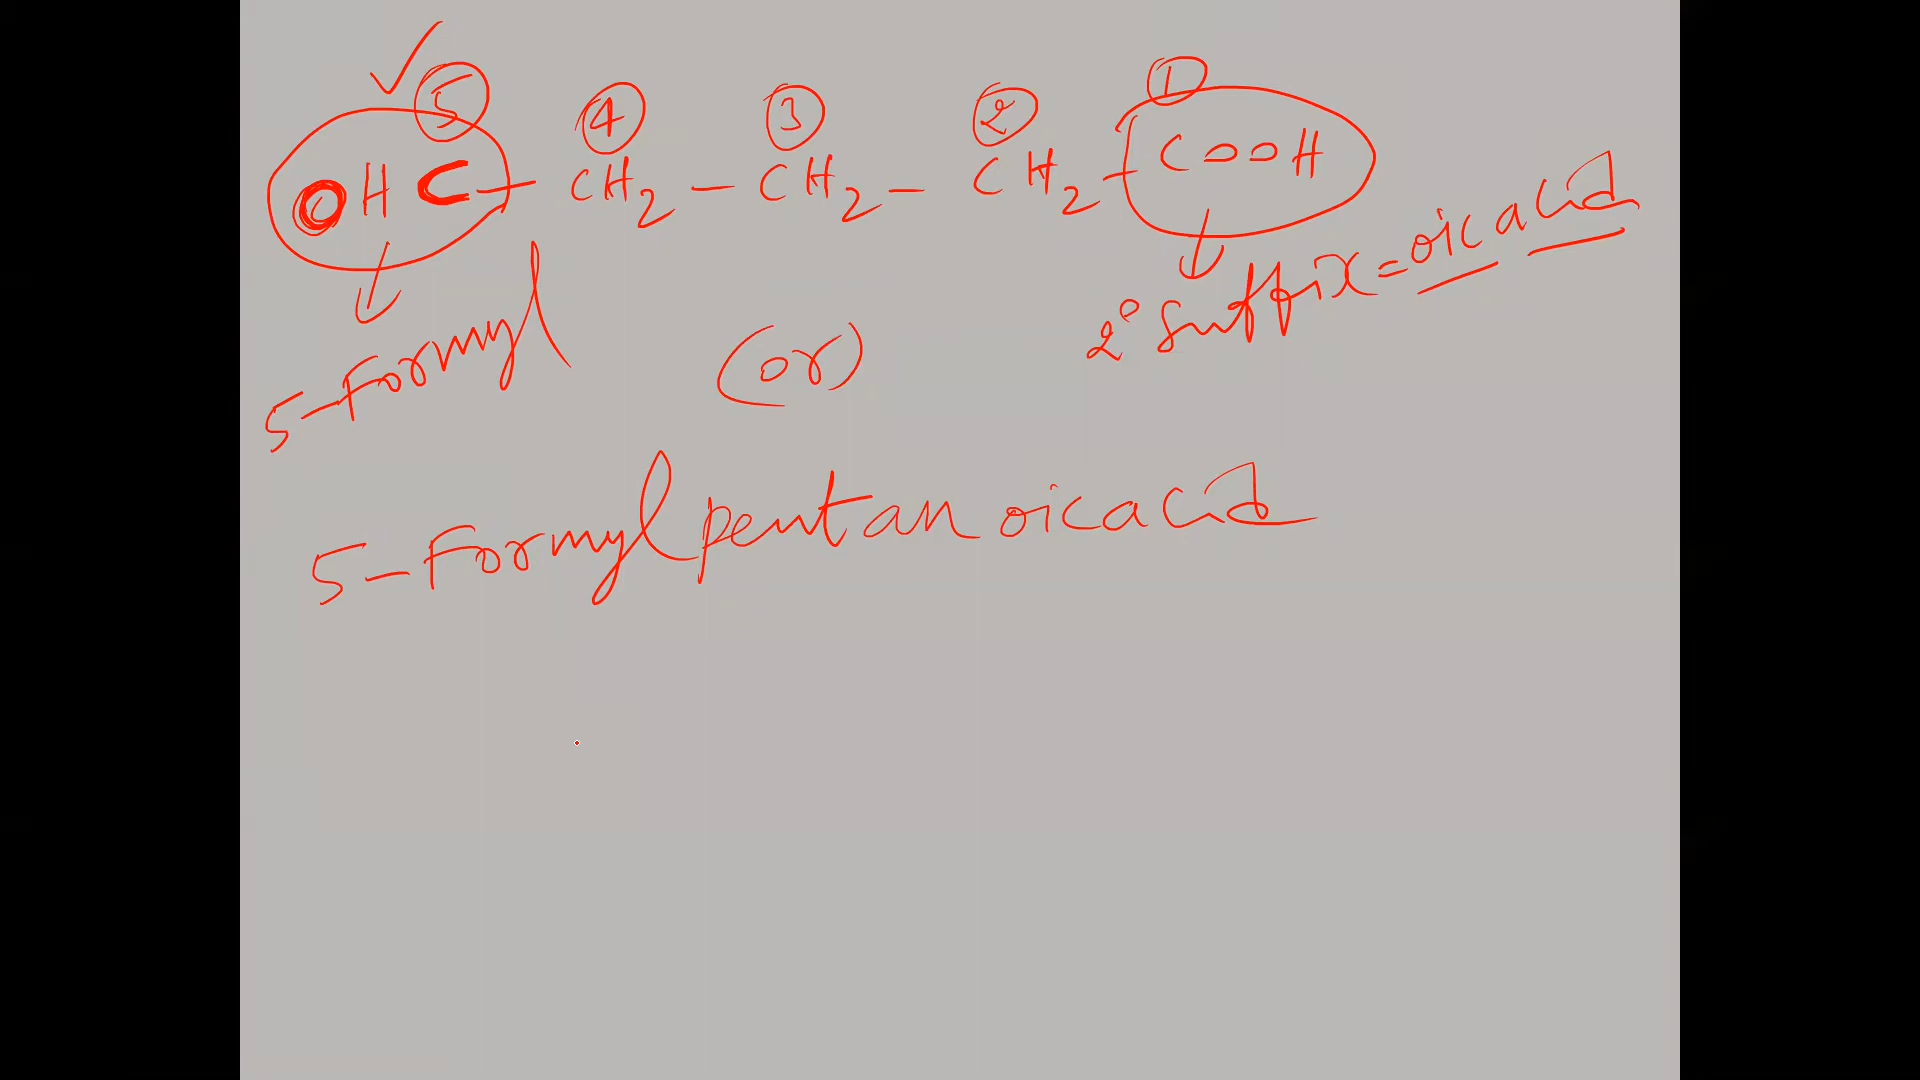 5 4 3 2 1
OHC - CH2 - CH2 - CH2 - COOH
5-Formyl (or) 2° Suffix = oic acid
5-Formyl pentanoic acid